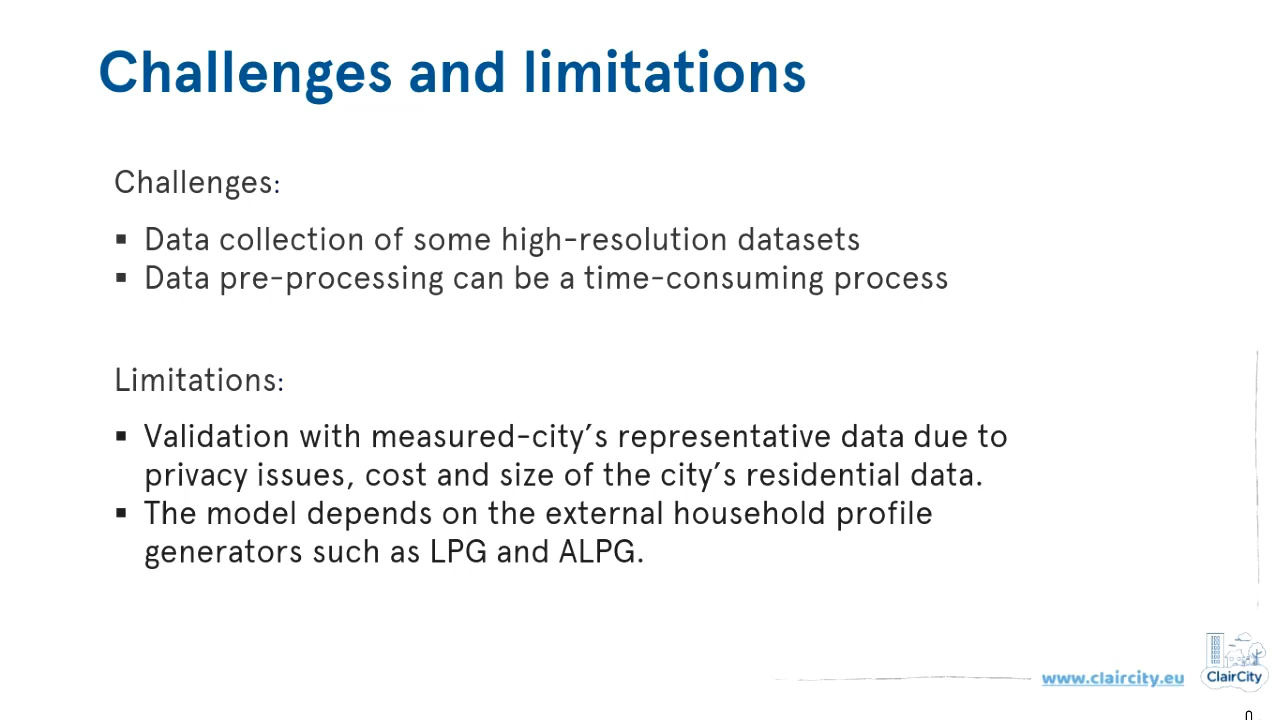 Challenges and limitations
Challenges:
▪ Data collection of some high-resolution datasets
▪ Data pre-processing can be a time-consuming process
Limitations:
▪ Validation with measured-city’s representative data due to
privacy issues, cost and size of the city’s residential data.
▪ The model depends on the external household profile
generators such as LPG and ALPG.
www.claircity.eu
ClairCity